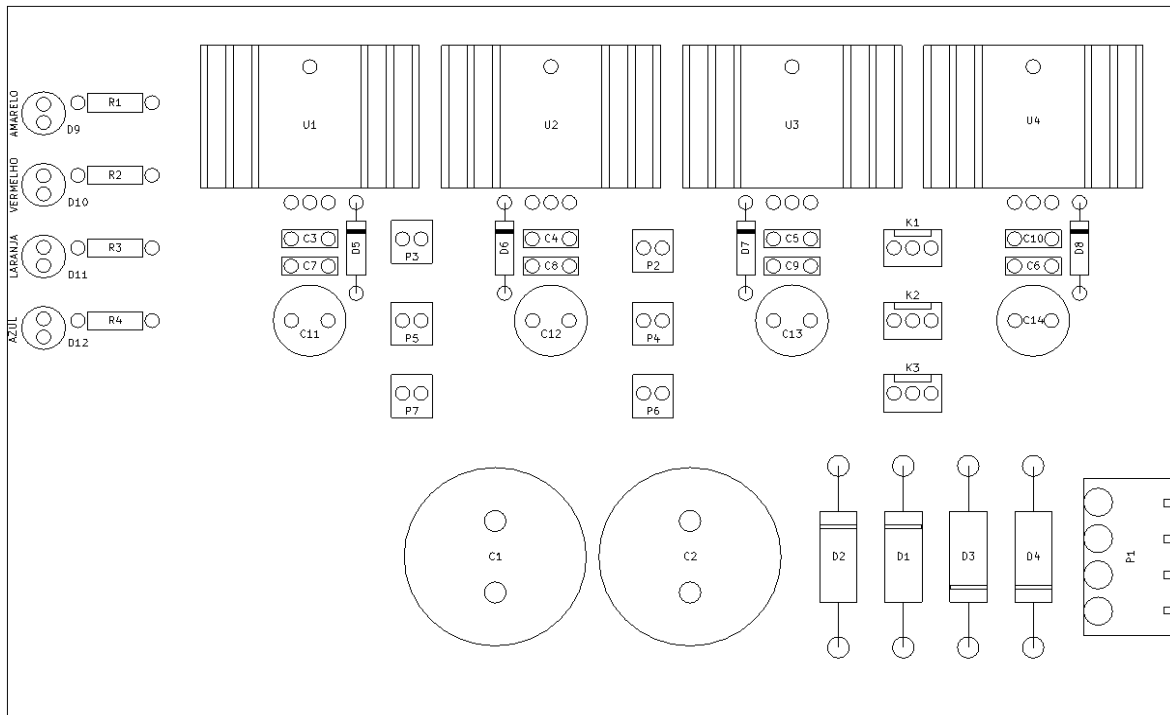 AMARELO
R1
D9
VERMELHO
R2
D10
LARANJA
R3
D11
AZUL
R4
D12
U1
U2
U3
U4
C3
D5
P3
D6
C4
P2
D7
C5
K1
C10
D8
C7
C8
C9
C6
C11
P5
C12
P4
C13
K2
C14
P7
P6
K3
C1
C2
D2
D1
D3
D4
P1